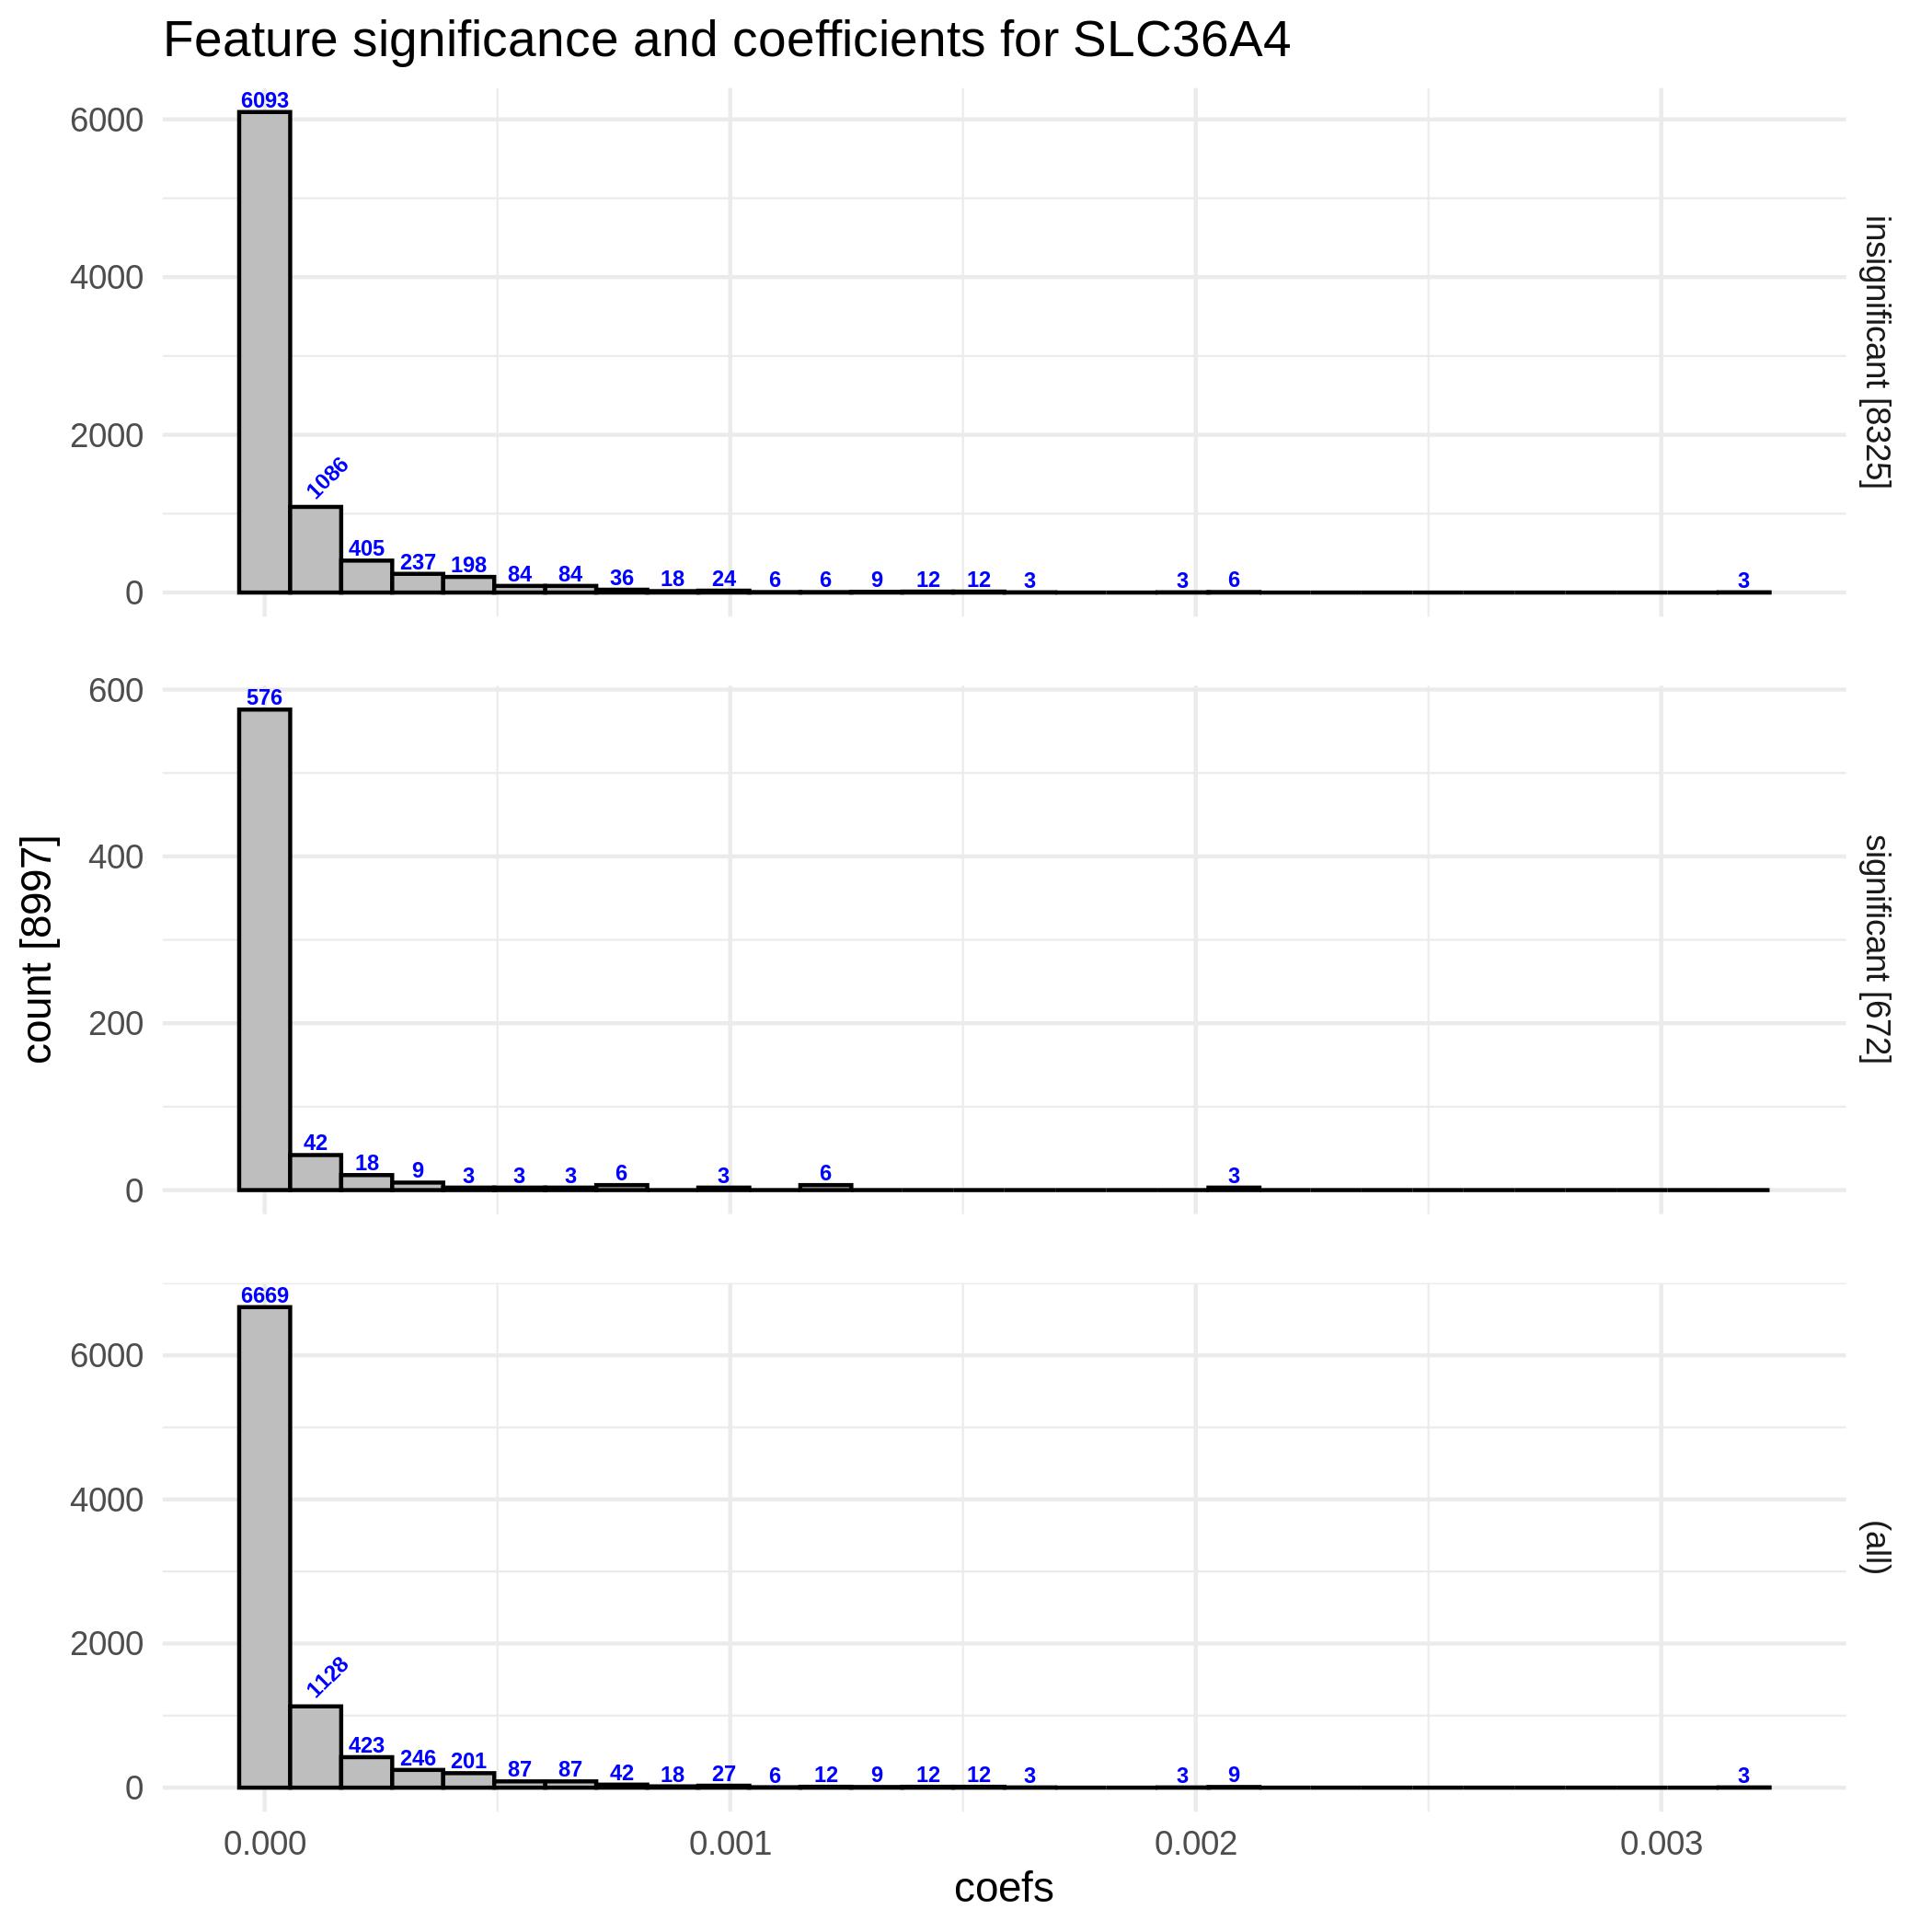 Feature significance and coefficients for SLC36A4
6093
6000
4000
2000
0
1086
405 237 198 84 84 36 18 24 6 6 9 12 12 3 3 6 3
insignificant [8325]
576
600
400
200
0
42 18 9 3 3 3 6 3 6 3
significant [672]
count [8997]
6669
6000
4000
2000
0
1128
423 246 201 87 87 42 18 27 6 12 9 12 12 3 3 9 3
(all)
0.000 0.001 0.002 0.003
coefs